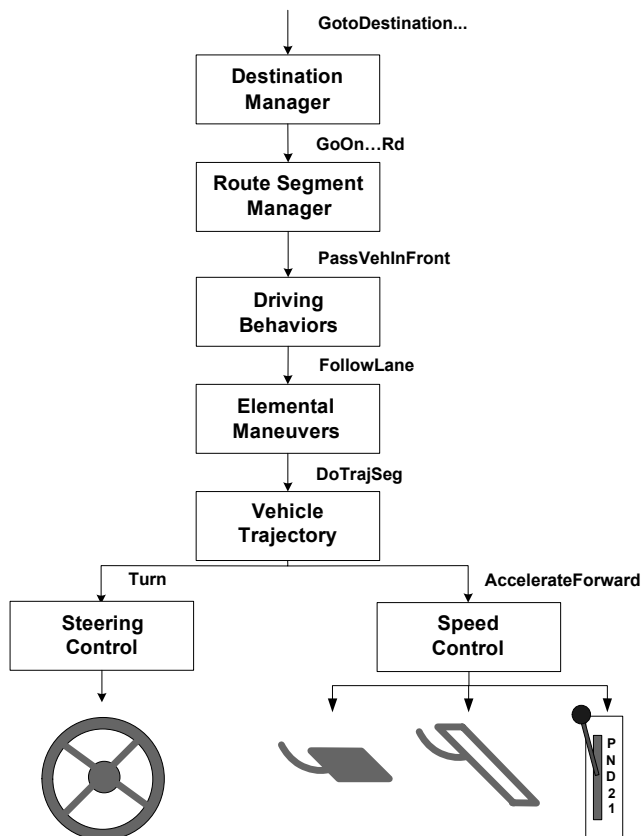 GotoDestination...
Destination
Manager
GoOn...Rd
Route Segment
Manager
PassVehInFront
Driving
Behaviors
FollowLane
Elemental
Maneuvers
DoTrajSeg
Vehicle
Trajectory
Turn
AccelerateForward
Steering
Control
Speed
Control
P
N
D
2
1